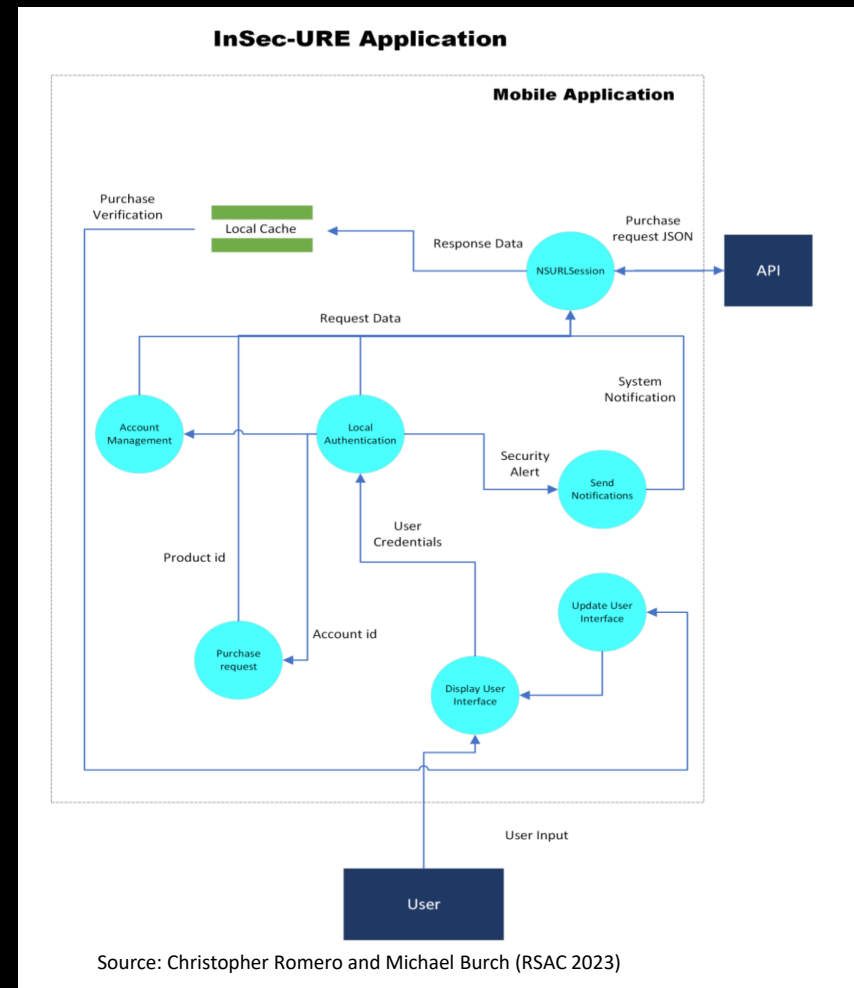 InSec-URE Application
Mobile Application
Purchase
Verification
Local Cache
Response Data
NSURLSession
Purchase
request JSON
API
Request Data
System
Notification
Account
Management
Local
Authentication
Security
Alert
Send
Notifications
User
Credentials
Product id
Update User
Interface
Account id
Purchase
request
Display User
Interface
User Input
User
Source: Christopher Romero and Michael Burch (RSAC 2023)